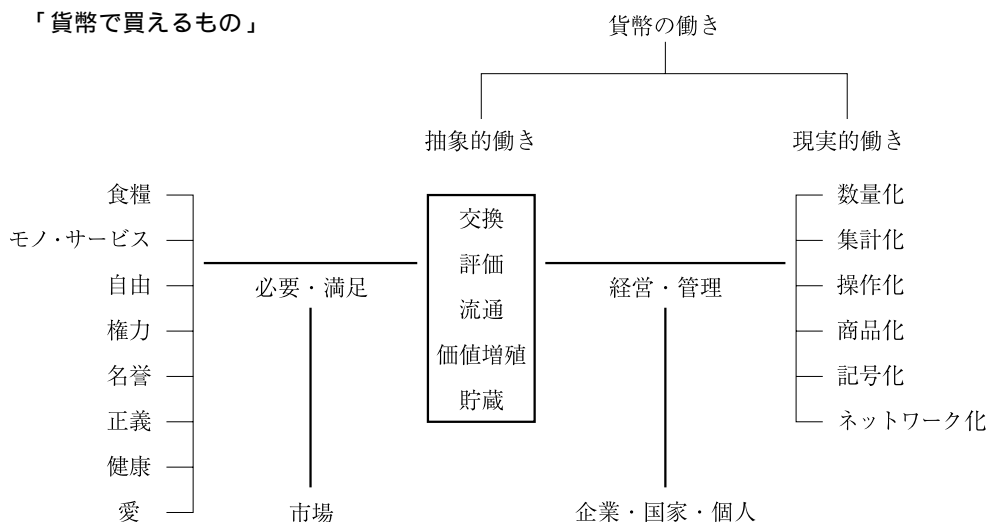 「貨幣で買えるもの」
貨幣の働き
抽象的働き
現実的働き
食糧
モノ・サービス
自由
権力
名誉
正義
健康
愛
必要・満足
市場
交換
評価
流通
価値増殖
貯蔵
経営・管理
企業・国家・個人
数量化
集計化
操作化
商品化
記号化
ネットワーク化